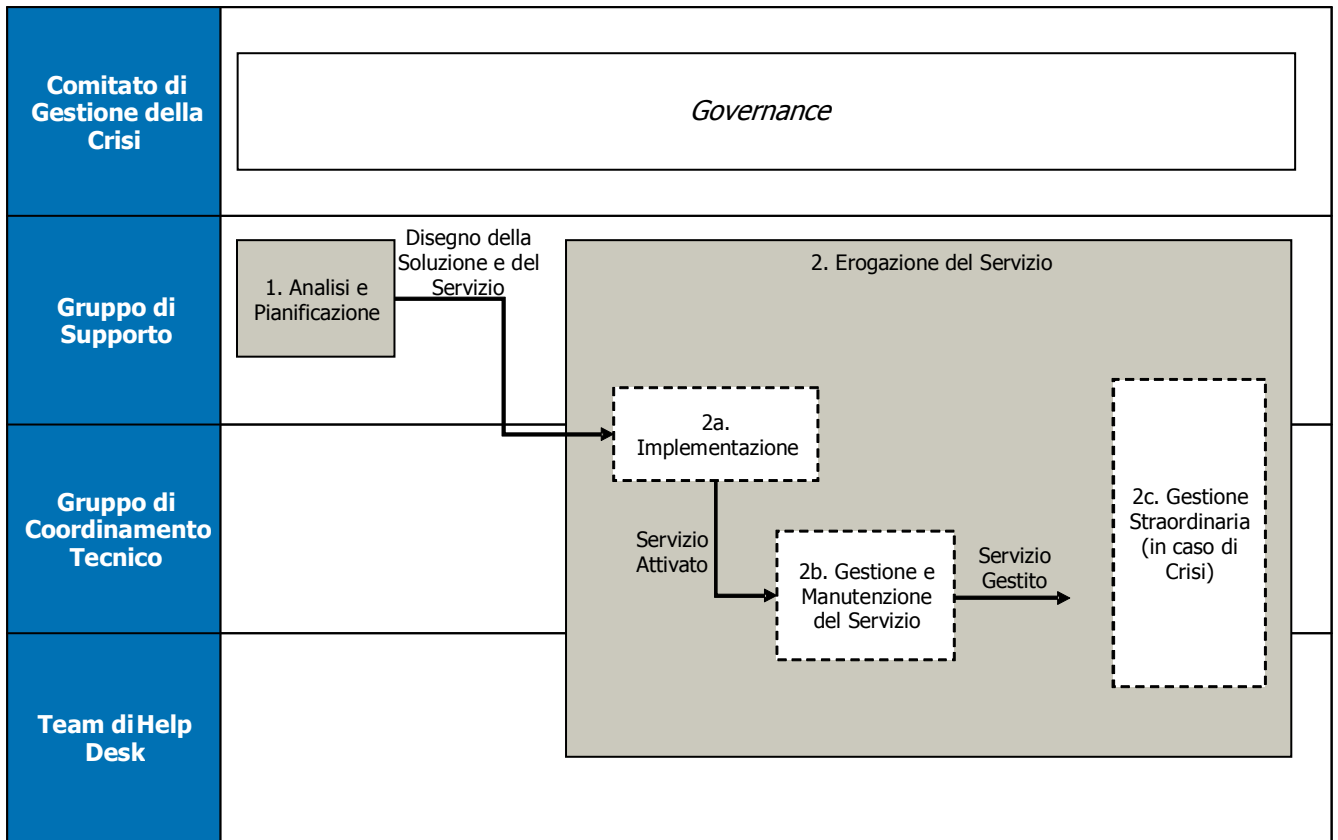 Comitato di
Gestione della
Crisi
Governance
Gruppo di
Supporto
1. Analisi e
Pianificazione
Disegno della
Soluzione e del
Servizio
2. Erogazione del Servizio
2a.
Implementazione
Gruppo di
Coordinamento
Tecnico
Servizio
Attivato
2b. Gestione e
Manutenzione
del Servizio
Servizio
Gestito
2c. Gestione
Straordinaria
(in caso di
Crisi)
Team di Help
Desk